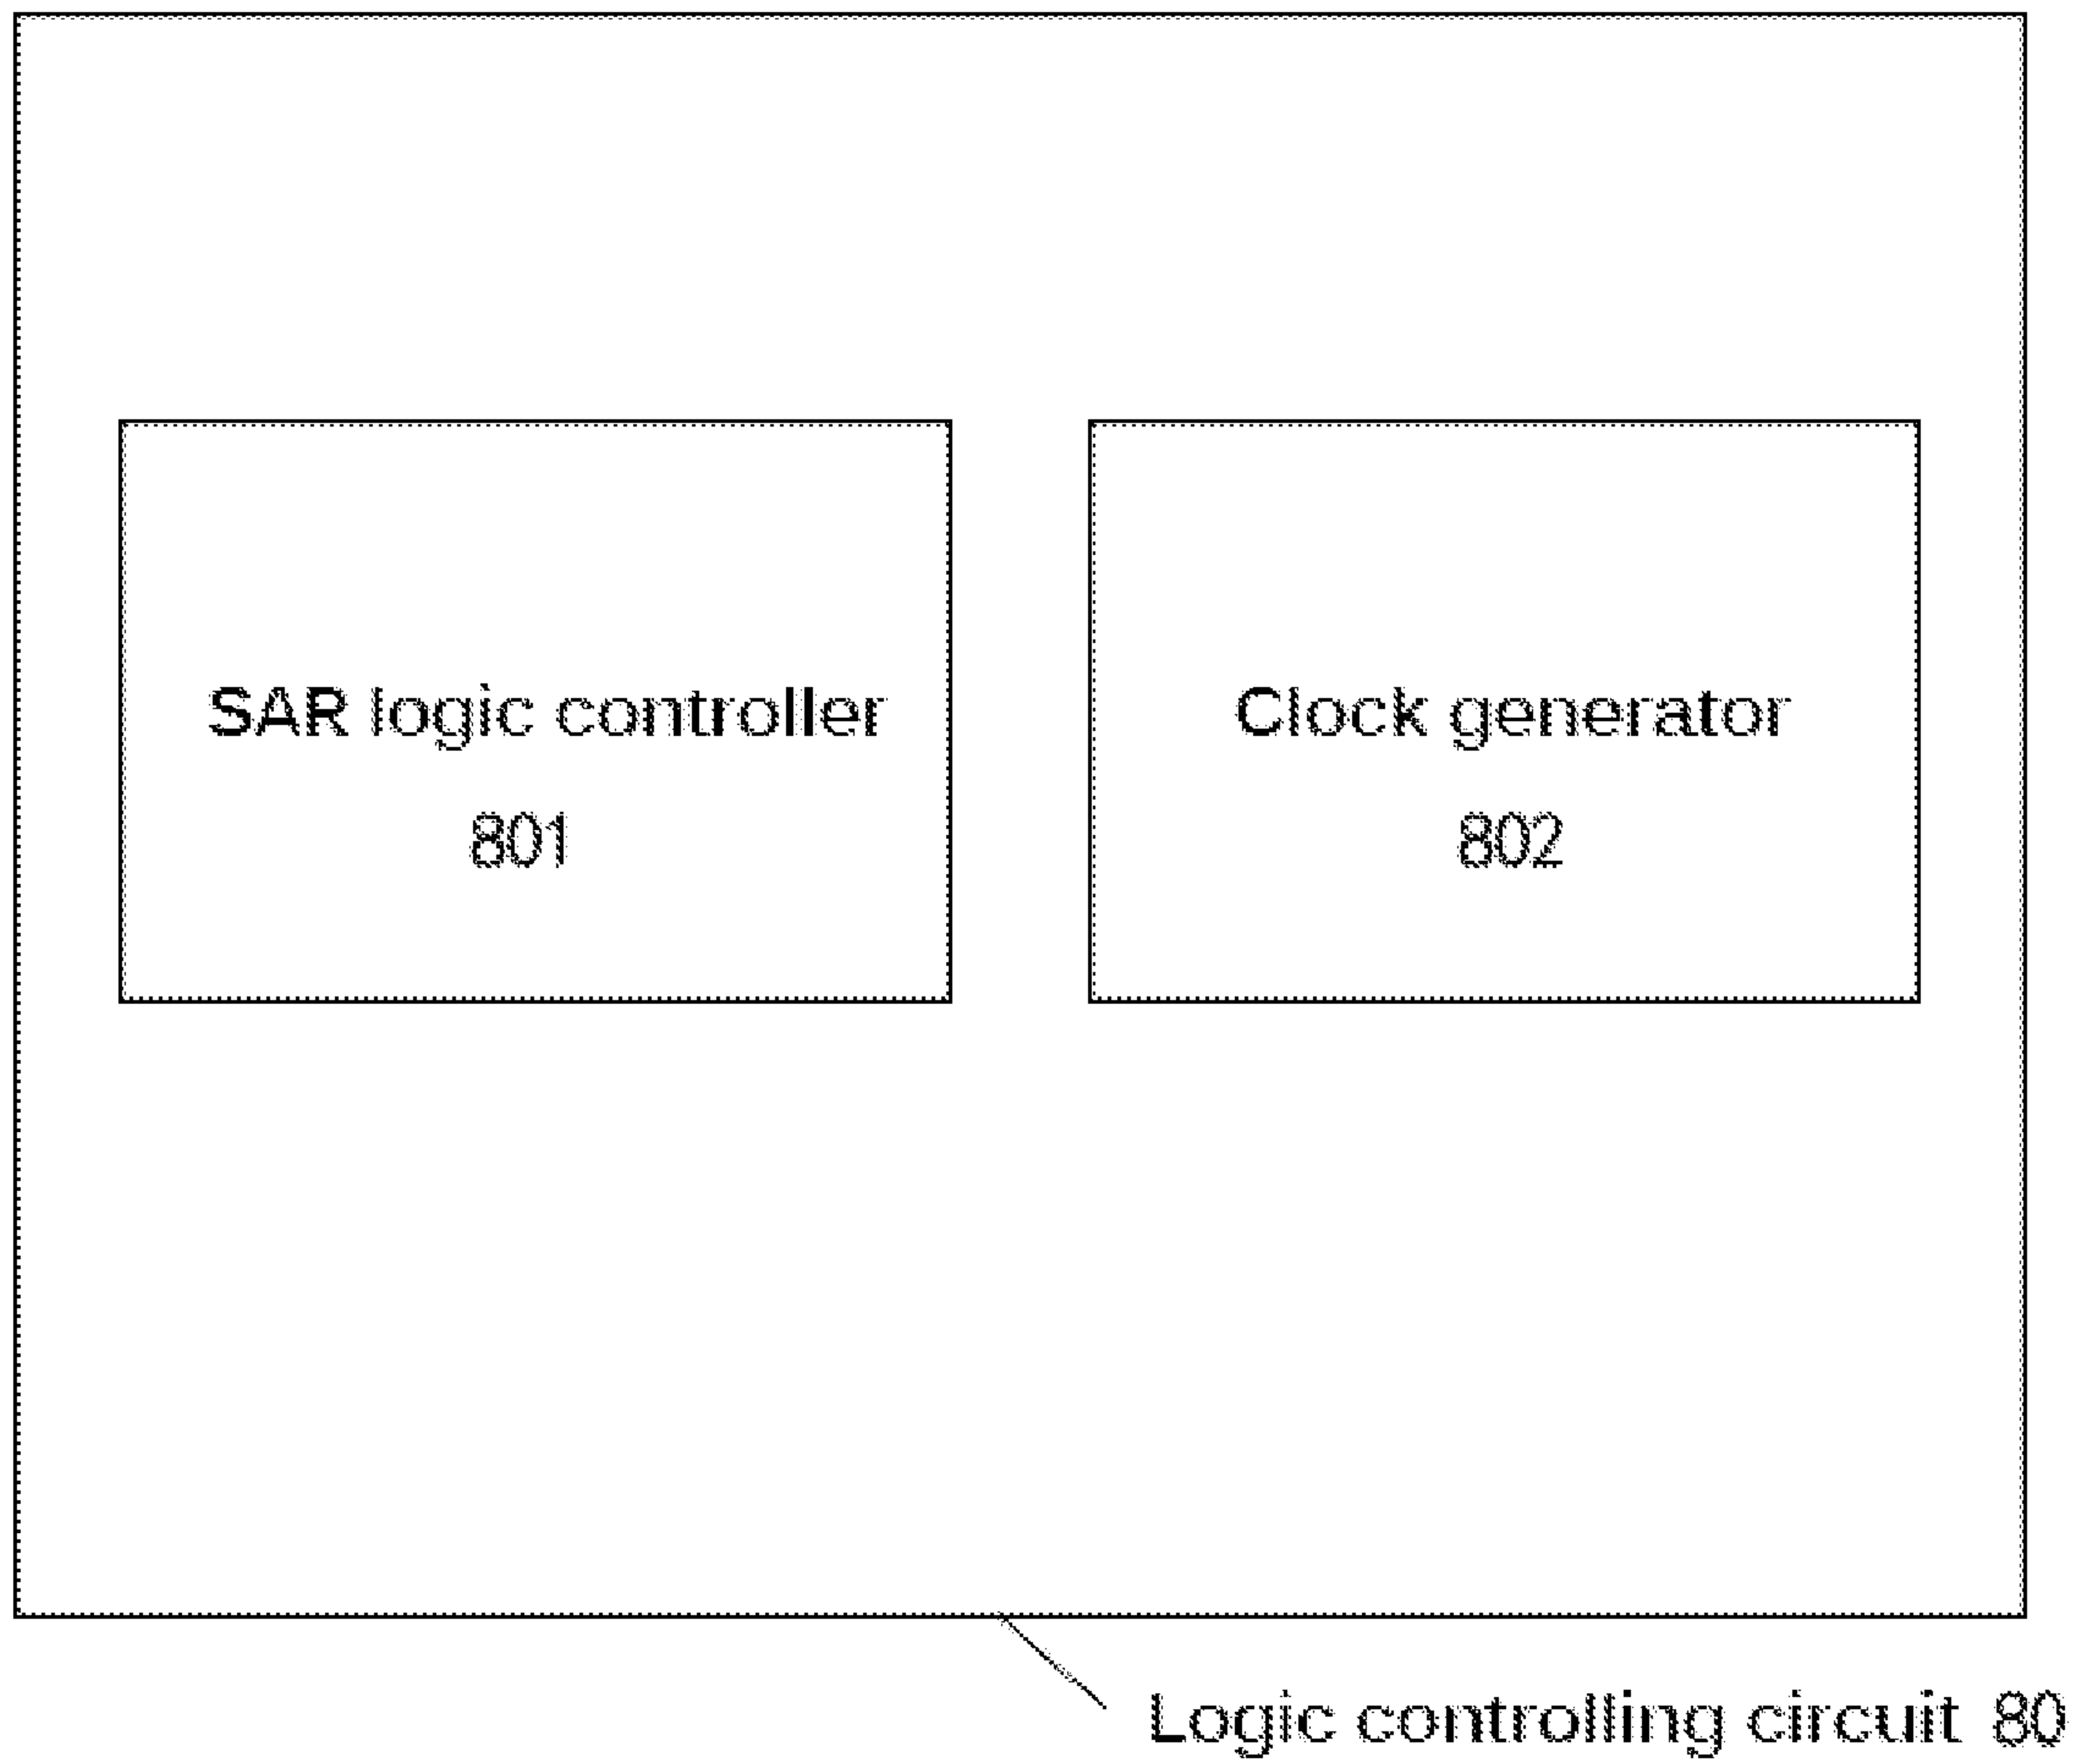 SAR logic controller
801
Clock generator
802
Logic controlling circuit 80